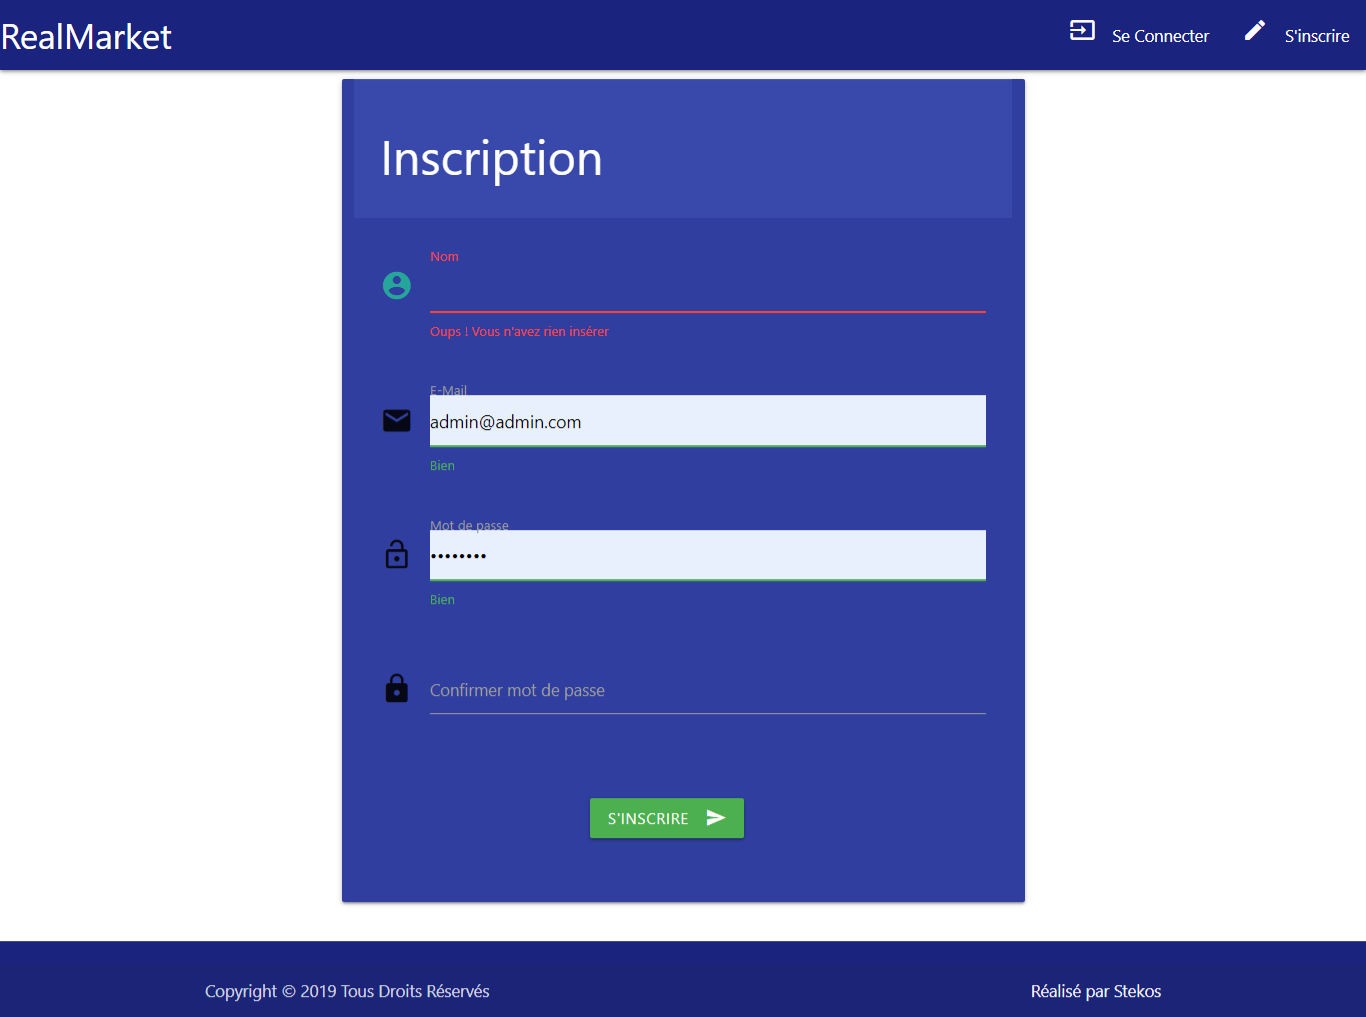 RealMarket
Se Connecter
S'inscrire
Inscription
Nom
Oups ! Vous n'avez rien insérer
E-Mail
admin@admin.com
Bien
Mot de passe
••••••••
Bien
Confirmer mot de passe
S'INSCRIRE
Copyright © 2019 Tous Droits Réservés
Réalisé par Stekos